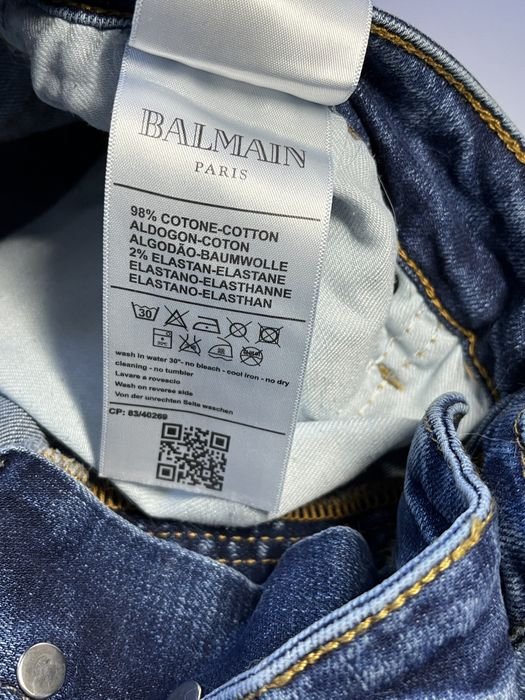 BALMAIN
PARIS
98% COTONE-COTTON
ALDOGON-COTON
ALGODÃO-BAUMWOLLE
2% ELASTAN-ELASTANE
ELASTANO-ELASTHANNE
ELASTANO-ELASTHAN
30
wash in water 30°- no bleach - cool iron - no dry
cleaning - no tumbler
Lavare a rovescio
Wash on reverse side
Von der unrechten Seite waschen
CP: 83/40269